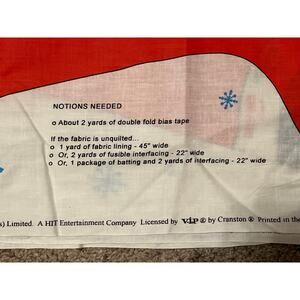 NOTIONS NEEDED
o About 2 yards of double fold bias tape
If the fabric is unquilted...
o 1 yard of fabric lining - 45" wide
o Or, 2 yards of fusible interfacing - 22" wide
o Or, 1 package of batting and 2 yards of interfacing - 22" wide
s) Limited. A HIT Entertainment Company Licensed by VIP ® by Cranston ® Printed in the